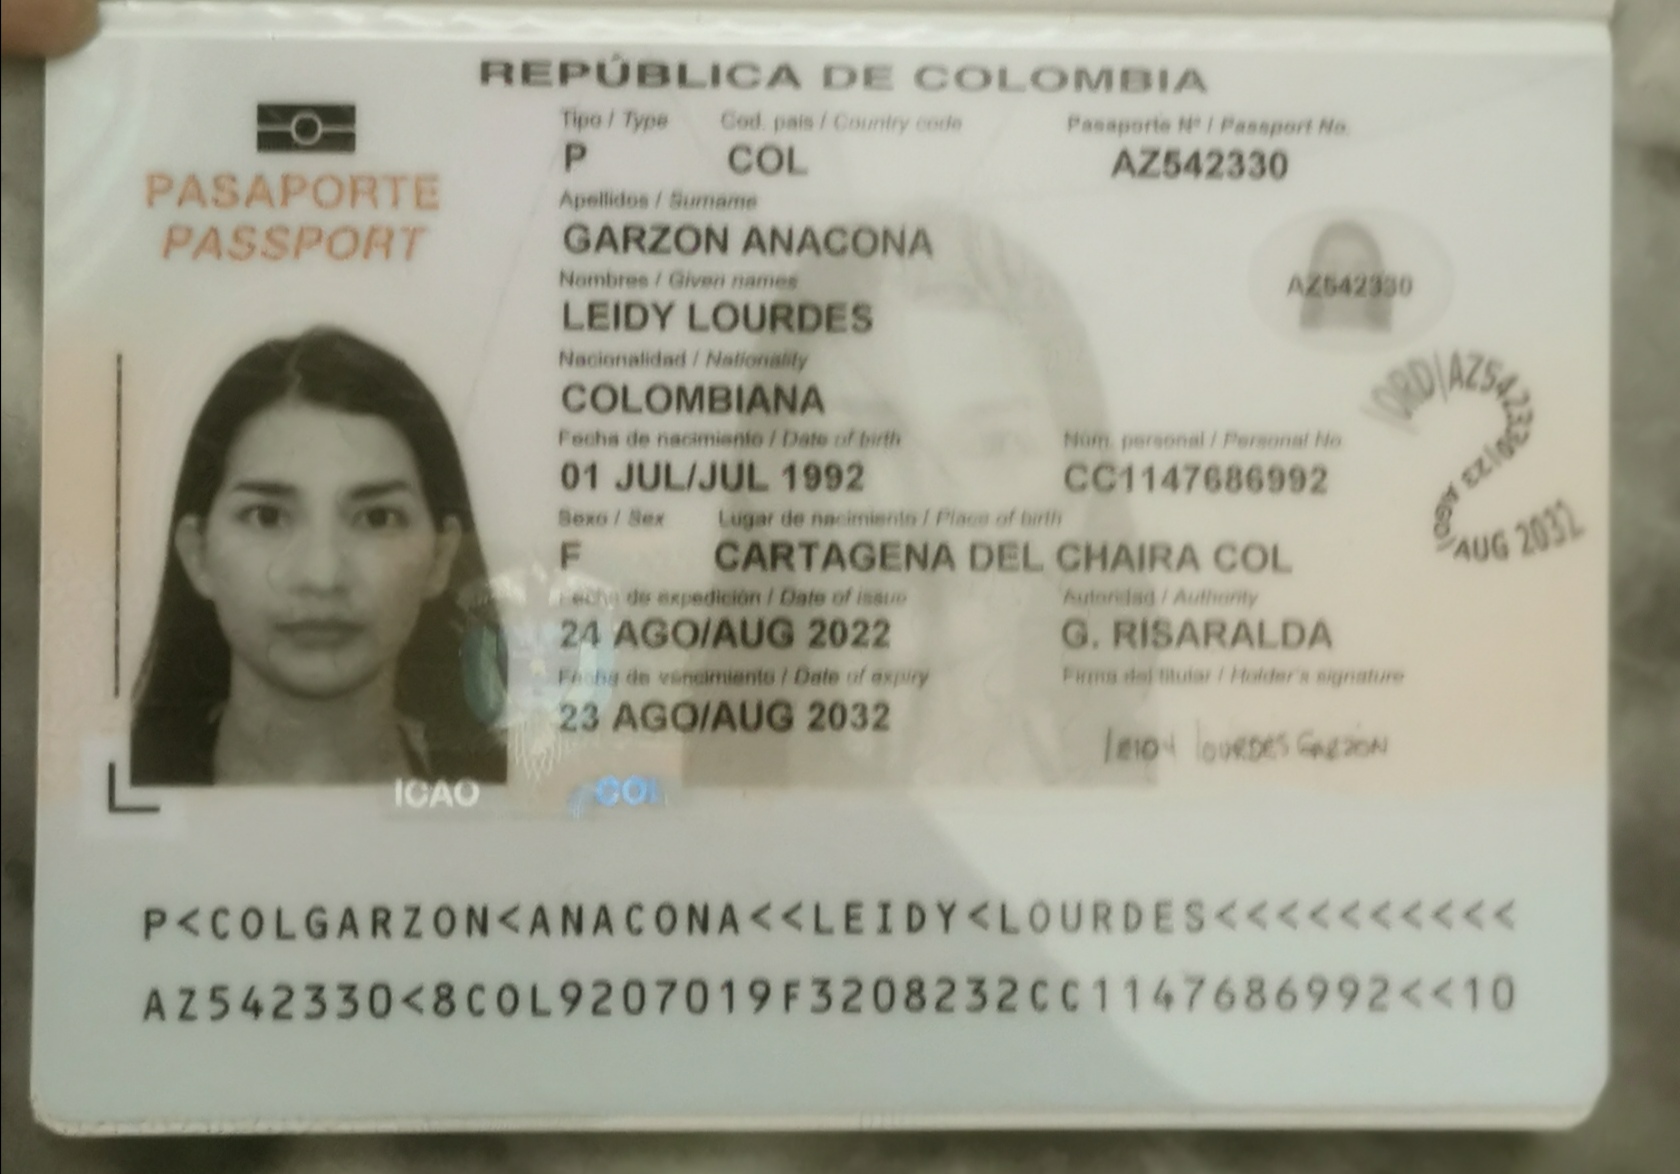 REPÚBLICA DE COLOMBIA
PASAPORTE
PASSPORT
Tipo / Type
Cod. pais / Country code
Pasaporte Nº / Passport No.
P
COL
AZ542330
Apellidos / Surname
GARZON ANACONA
Nombres / Given names
LEIDY LOURDES
AZ542330
Nacionalidad / Nationality
COLOMBIANA
Fecha de nacimiento / Date of birth
Núm. personal / Personal No
01 JUL/JUL 1992
CC1147686992
Sexo / Sex
Lugar de nacimiento / Place of birth
F
CARTAGENA DEL CHAIRA COL
Fecha de expedición / Date of issue
Autoridad / Authority
24 AGO/AUG 2022
G. RISARALDA
Fecha de vencimiento / Date of expiry
Firma del titular / Holder's signature
23 AGO/AUG 2032
LOURDES GARZON
ORD|AZ542330|23 AGO/
AUG 2032
ICAO
COL
P<COLGARZON<ANACONA<<LEIDY<LOURDES<<<<<<<<<<
AZ542330<8COL9207019F3208232CC1147686992<<10